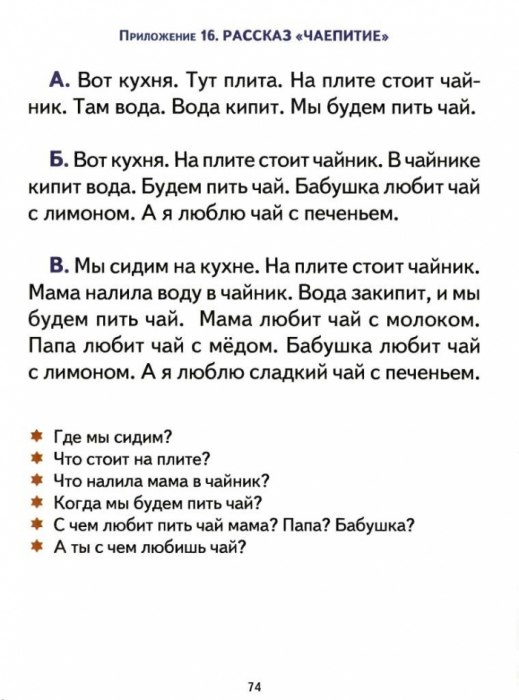 Приложение 16. РАССКАЗ «ЧАЕПИТИЕ»
А. Вот кухня. Тут плита. На плите стоит чай-
ник. Там вода. Вода кипит. Мы будем пить чай.
Б. Вот кухня. На плите стоит чайник. В чайнике
кипит вода. Будем пить чай. Бабушка любит чай
с лимоном. А я люблю чай с печеньем.
В. Мы сидим на кухне. На плите стоит чайник.
Мама налила воду в чайник. Вода закипит, и мы
будем пить чай. Мама любит чай с молоком.
Папа любит чай с мёдом. Бабушка любит чай
с лимоном. А я люблю сладкий чай с печеньем.
Где мы сидим?
Что стоит на плите?
Что налила мама в чайник?
Когда мы будем пить чай?
С чем любит пить чай мама? Папа? Бабушка?
А ты с чем любишь чай?
74